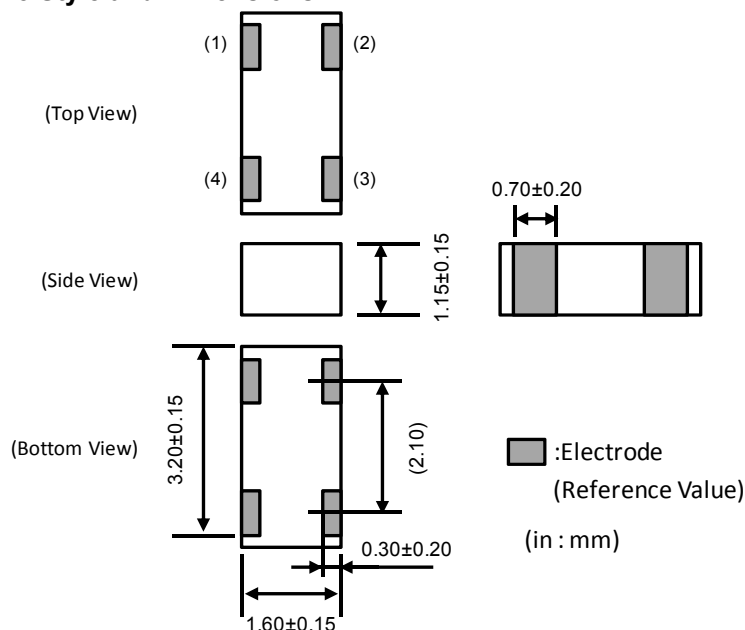 (1)
(2)
(Top View)
(4)
(3)
0.70±0.20
(Side View)
1.15±0.15
3.20±0.15
(Bottom View)
(2.10)
:Electrode
(Reference Value)
(in : mm)
0.30±0.20
1.60±0.15